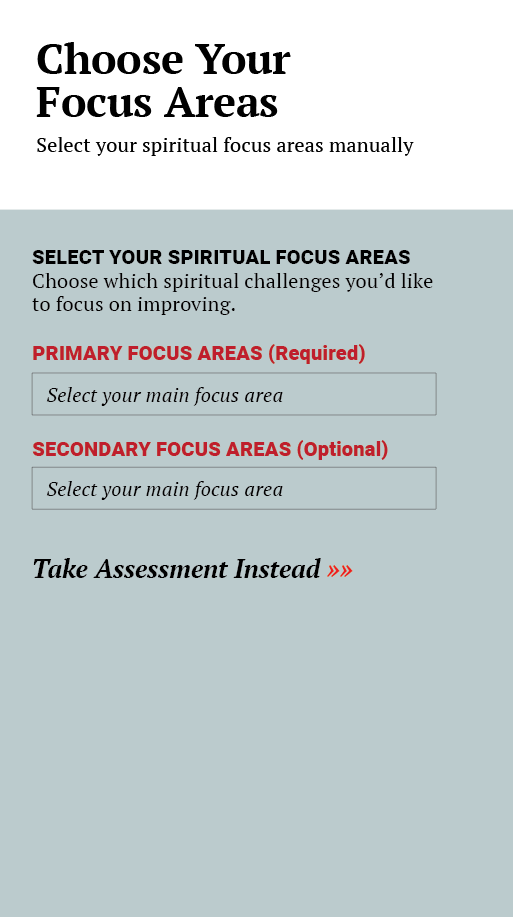 Choose Your
Focus Areas
Select your spiritual focus areas manually
SELECT YOUR SPIRITUAL FOCUS AREAS
Choose which spiritual challenges you’d like
to focus on improving.
PRIMARY FOCUS AREAS (Required)
Select your main focus area
SECONDARY FOCUS AREAS (Optional)
Select your main focus area
Take Assessment Instead »»